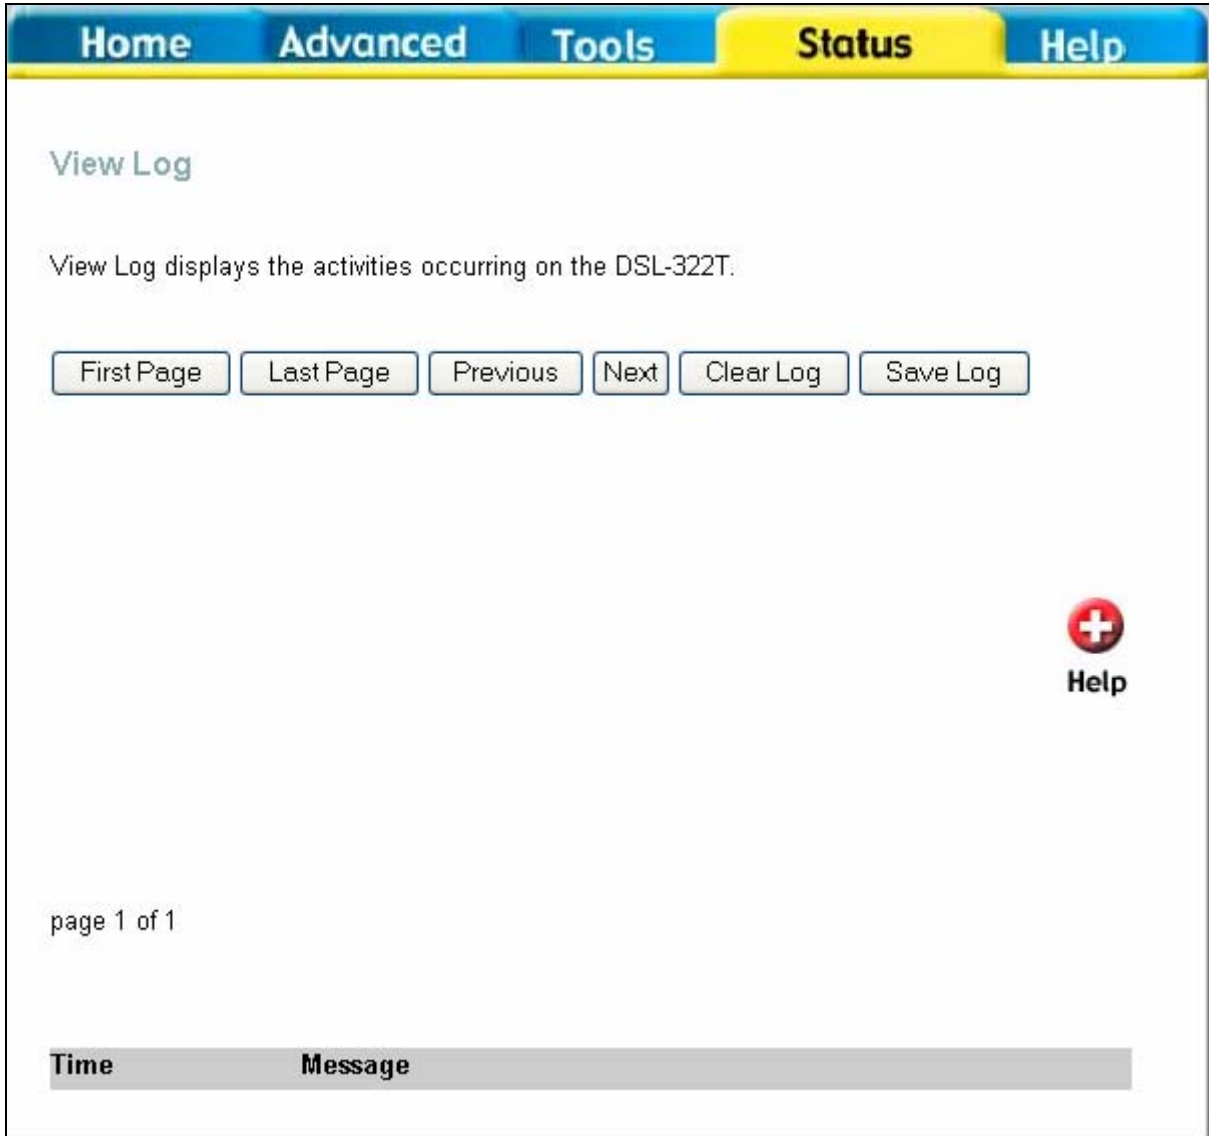 Home Advanced Tools Status Help
View Log
View Log displays the activities occurring on the DSL-322T.
First Page Last Page Previous Next Clear Log Save Log
Help
page 1 of 1
Time Message